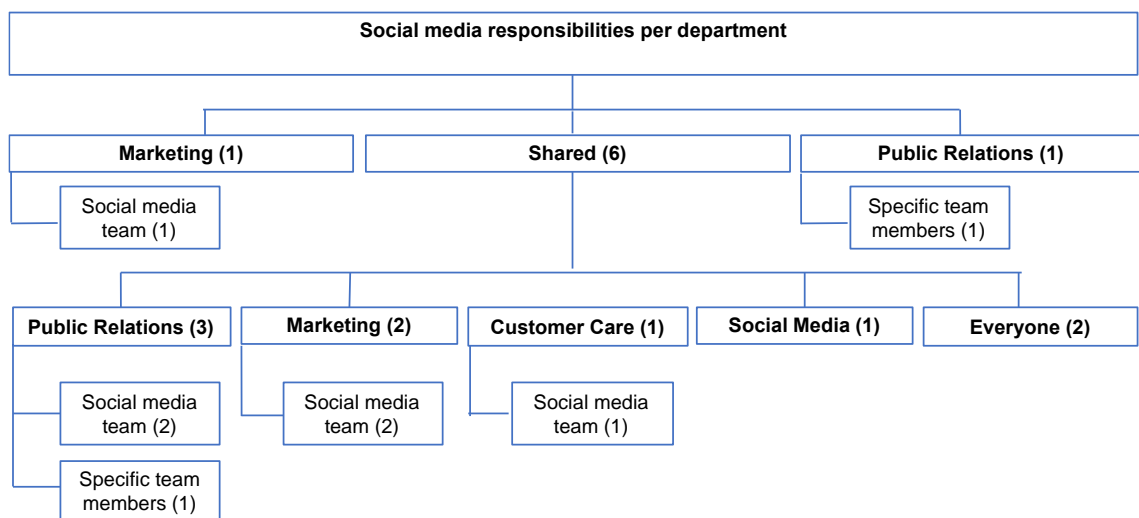 Social media responsibilities per department
Marketing (1)
Shared (6)
Public Relations (1)
Social media
team (1)
Specific team
members (1)
Public Relations (3)
Marketing (2)
Customer Care (1)
Social Media (1)
Everyone (2)
Social media
team (2)
Social media
team (2)
Social media
team (1)
Specific team
members (1)